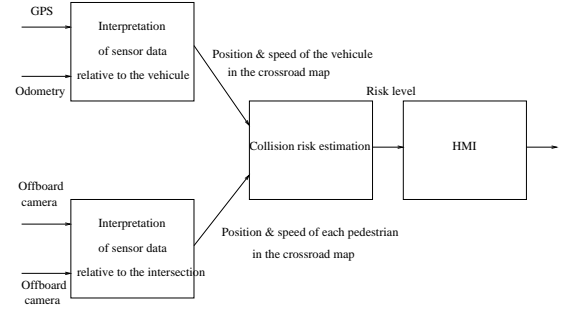 GPS
Interpretation
of sensor data
relative to the vehicule
Odometry
Position & speed of the vehicule
in the crossroad map
Risk level
Collision risk estimation
HMI
Offboard
camera
Interpretation
of sensor data
relative to the intersection
Offboard
camera
Position & speed of each pedestrian
in the crossroad map